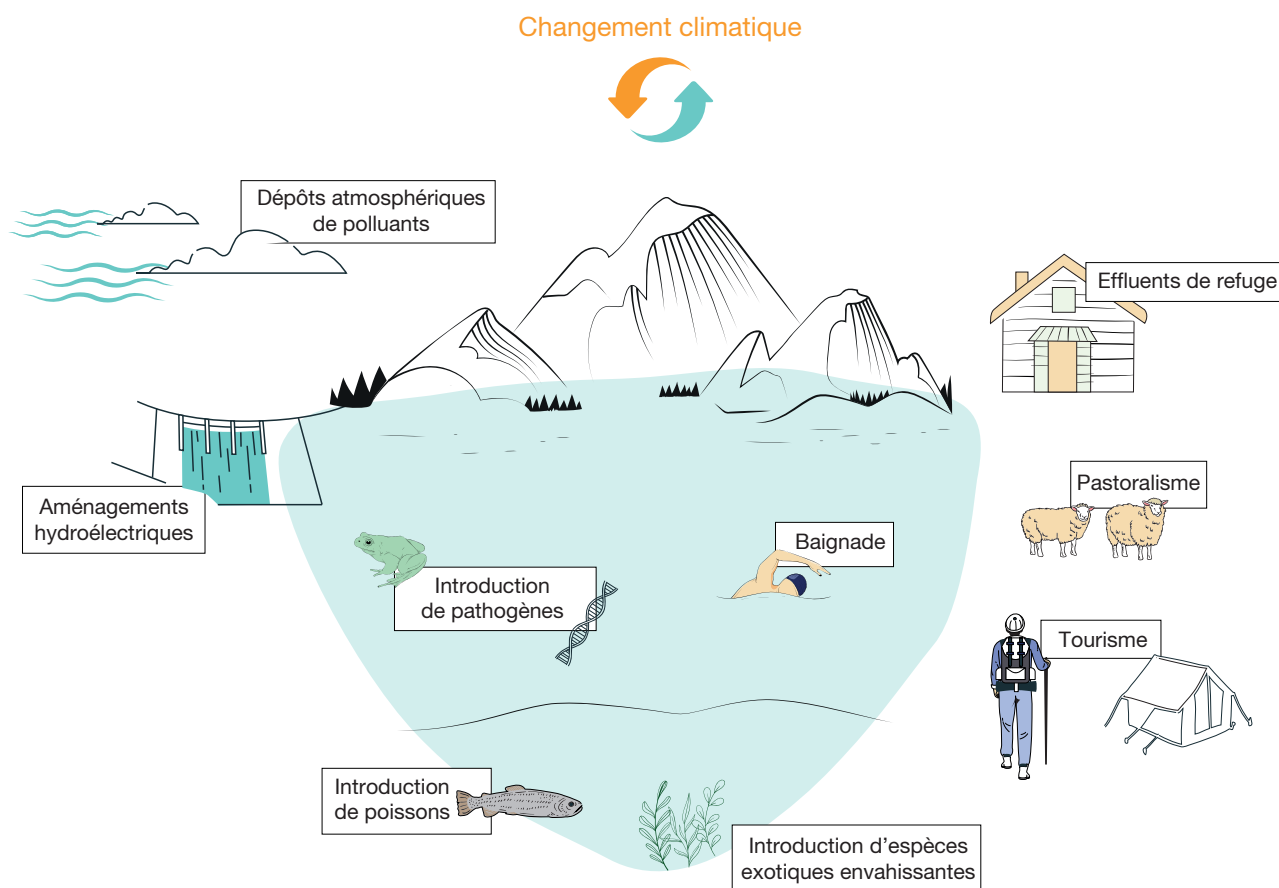 Changement climatique
Dépôts atmosphériques
de polluants
Effluents de refuge
Pastoralisme
Aménagements
hydroélectriques
Baignade
Introduction
de pathogènes
Tourisme
Introduction
de poissons
Introduction d'espèces
exotiques envahissantes